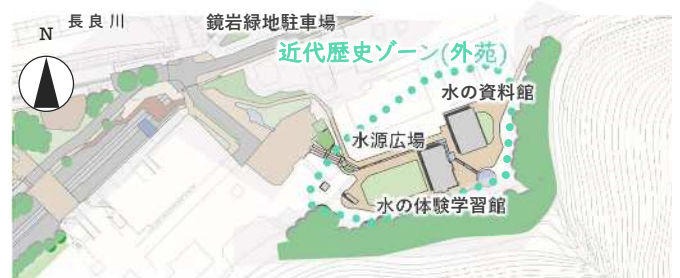 長良川
鏡岩緑地駐車場
N
近代歴史ゾーン(外苑)
水の資料館
水源広場
水の体験学習館